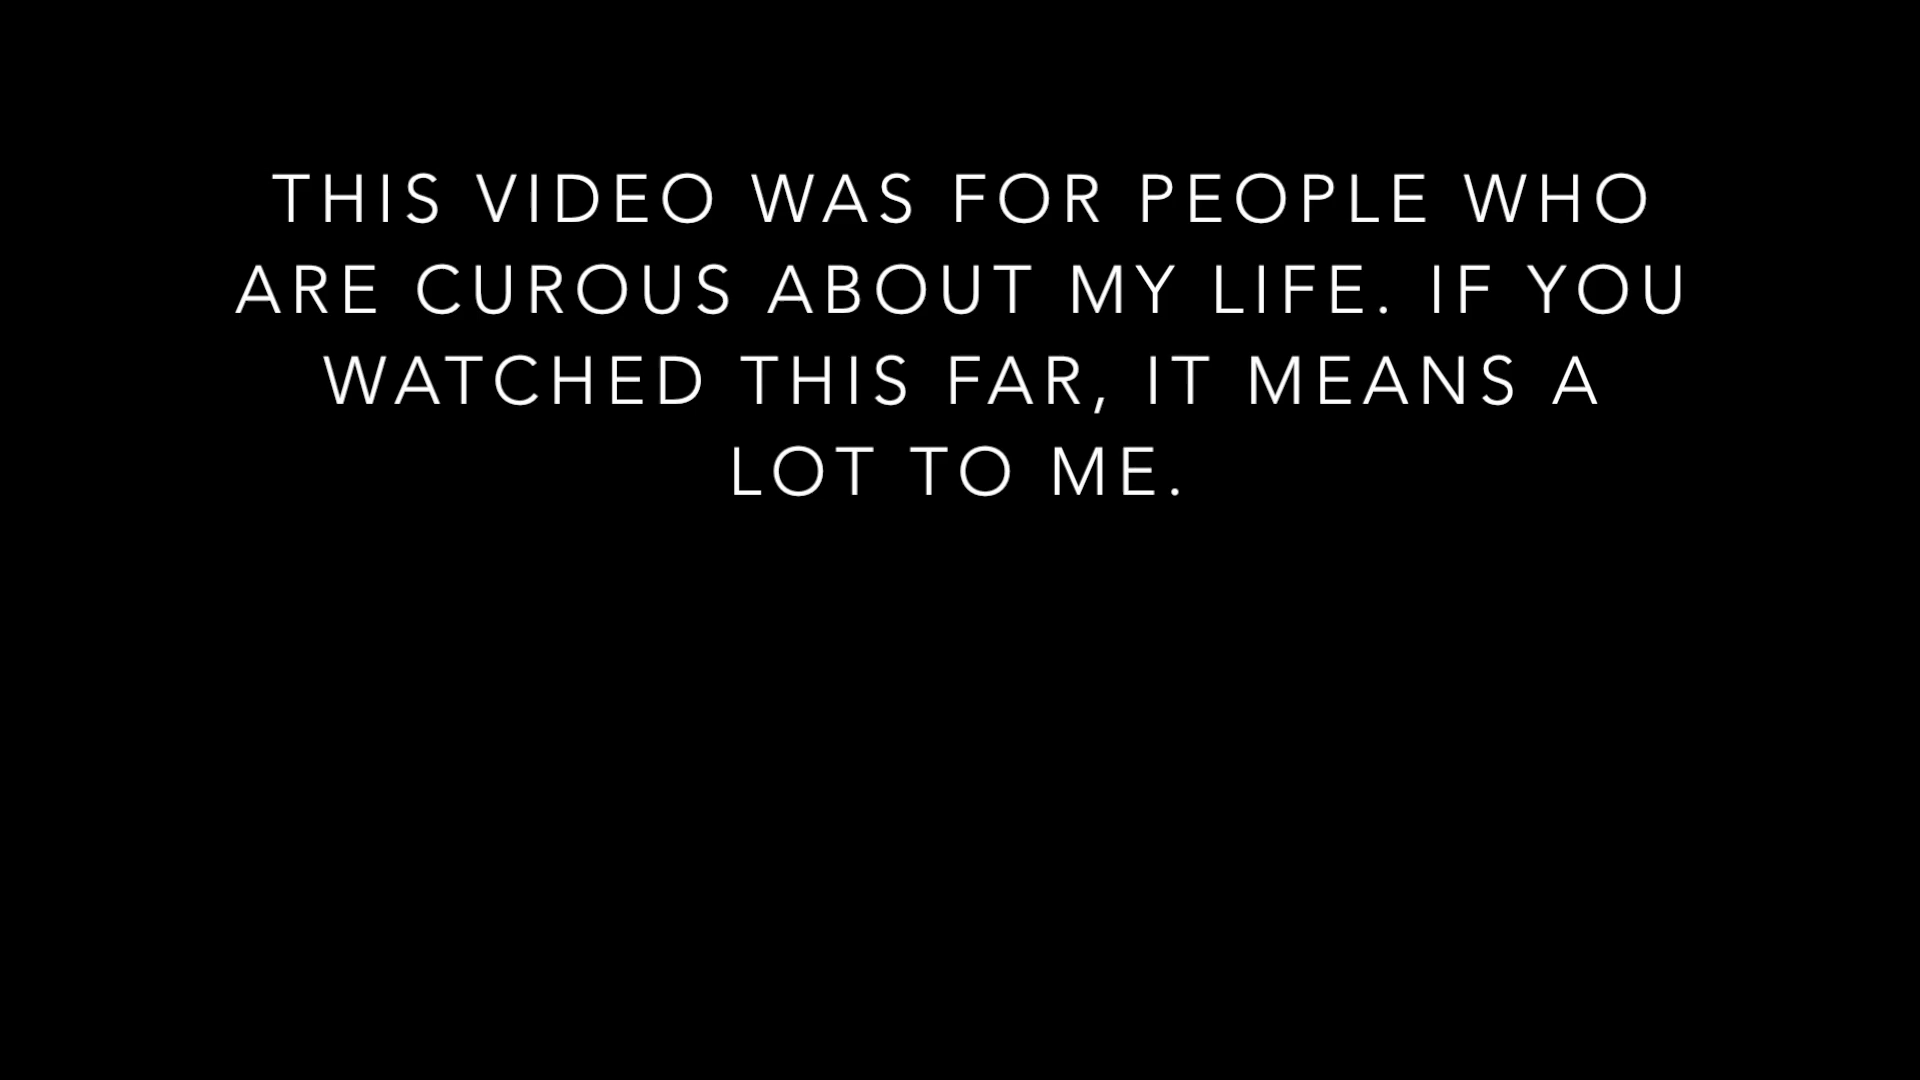 THIS VIDEO WAS FOR PEOPLE WHO
ARE CUROUS ABOUT MY LIFE. IF YOU
WATCHED THIS FAR, IT MEANS A
LOT TO ME.